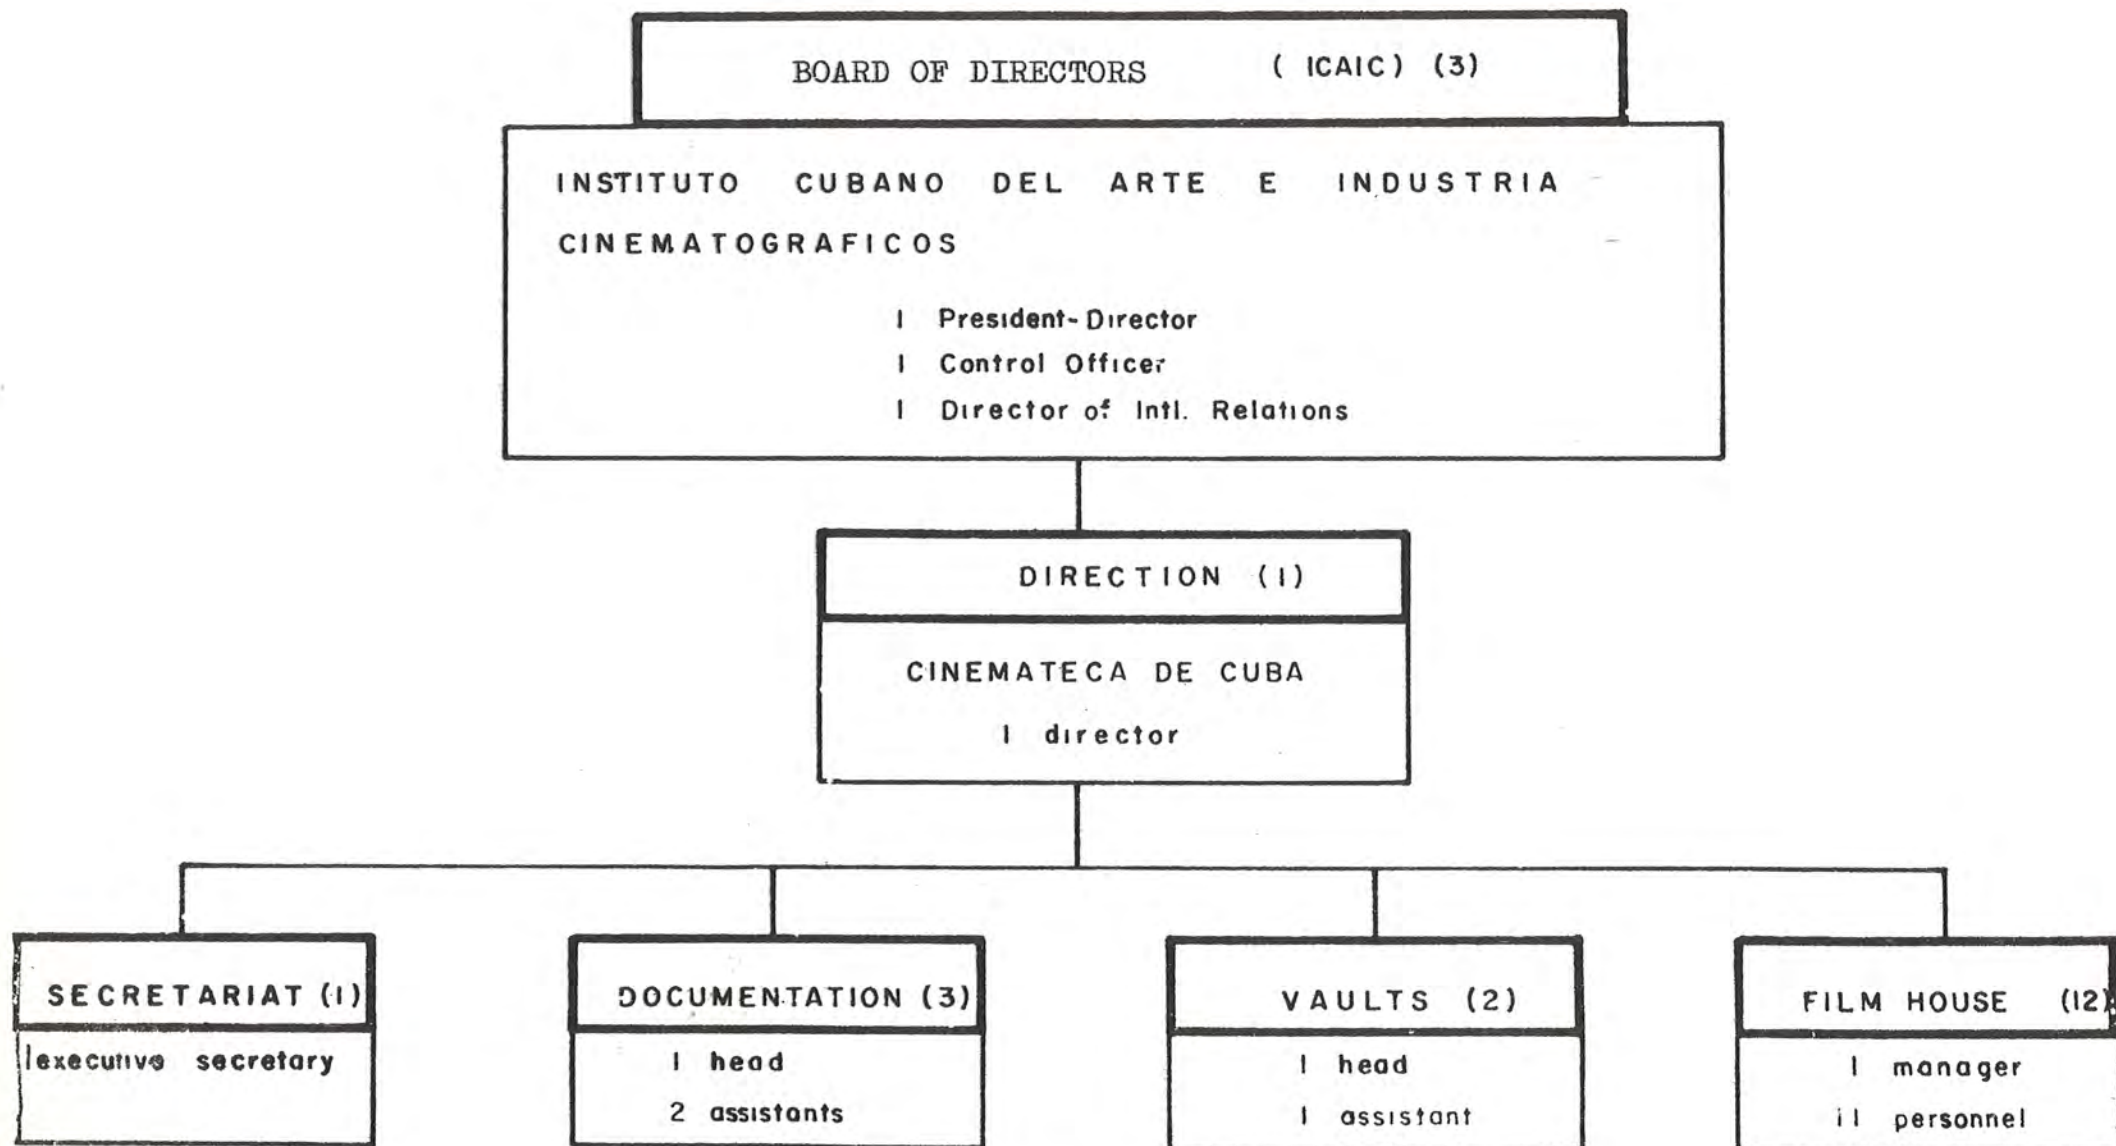 BOARD OF DIRECTORS (ICAIC) (3)
INSTITUTO CUBANO DEL ARTE E INDUSTRIA
CINEMATOGRAFICOS
1 President-Director
1 Control Officer
1 Director of Intl. Relations
DIRECTION (1)
CINEMATECA DE CUBA
1 director
SECRETARIAT (1)
1 executive secretary
DOCUMENTATION (3)
1 head
2 assistants
VAULTS (2)
1 head
1 assistant
FILM HOUSE (12)
1 manager
11 personnel